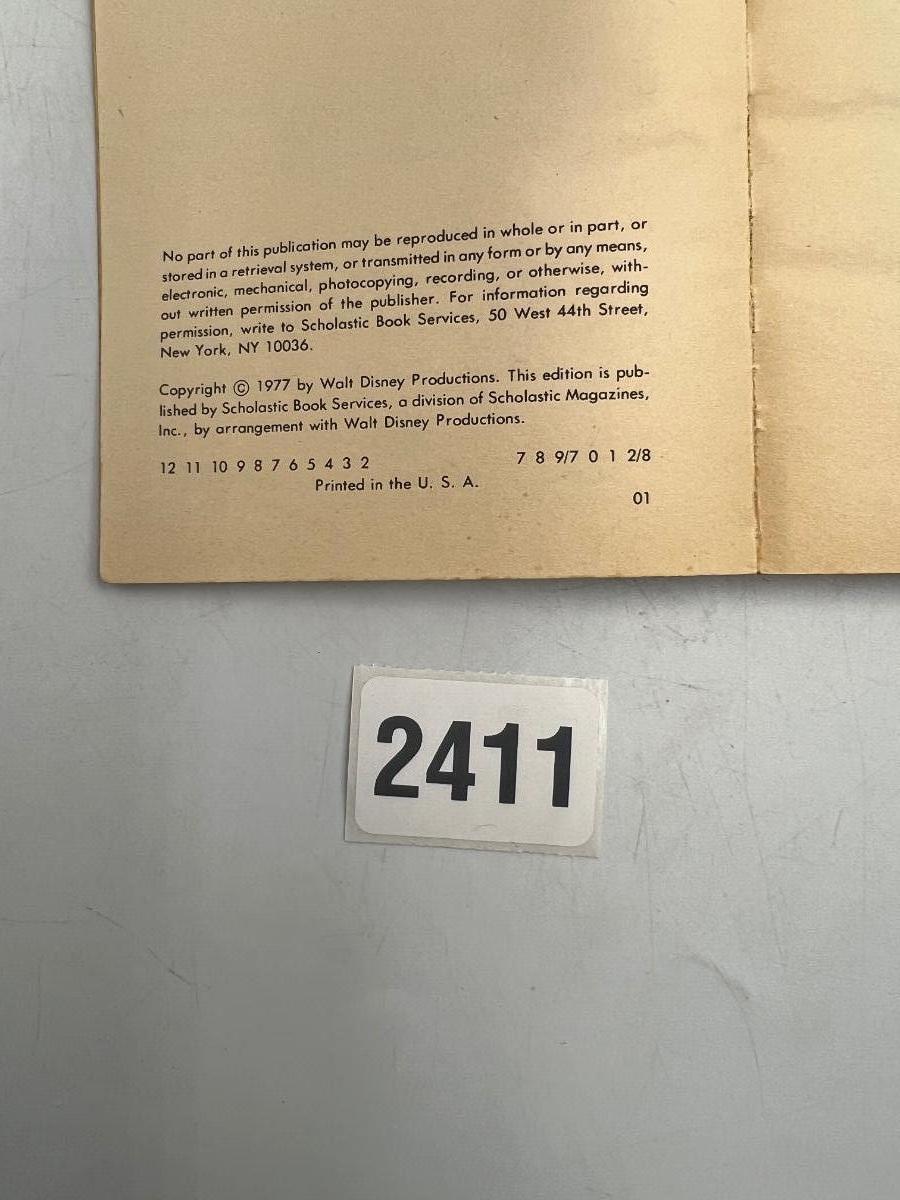 No part of this publication may be reproduced in whole or in part, or
stored in a retrieval system, or transmitted in any form or by any means,
electronic, mechanical, photocopying, recording, or otherwise, with-
out written permission of the publisher. For information regarding
permission, write to Scholastic Book Services, 50 West 44th Street,
New York, NY 10036.
Copyright © 1977 by Walt Disney Productions. This edition is pub-
lished by Scholastic Book Services, a division of Scholastic Magazines,
Inc., by arrangement with Walt Disney Productions.
12 11 10 9 8 7 6 5 4 3 2 7 8 9/7 0 1 2/8
Printed in the U. S. A.
01
2411